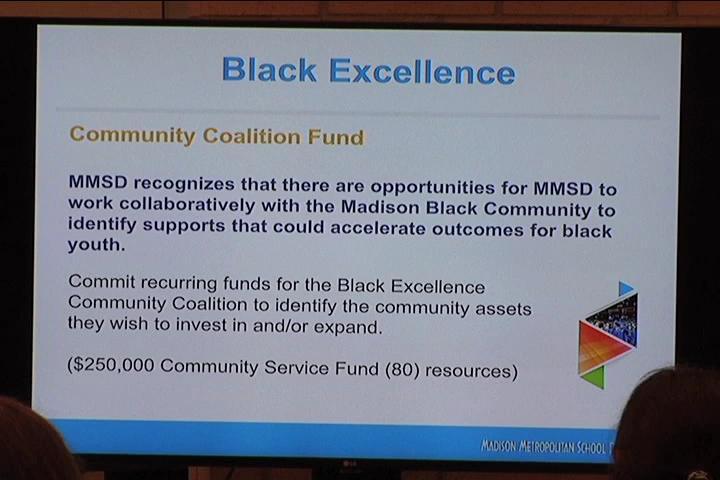 Black Excellence
Community Coalition Fund
MMSD recognizes that there are opportunities for MMSD to
work collaboratively with the Madison Black Community to
identify supports that could accelerate outcomes for black
youth.
Commit recurring funds for the Black Excellence
Community Coalition to identify the community assets
they wish to invest in and/or expand.
($250,000 Community Service Fund (80) resources)
MADISON METROPOLITAN SCHOOL
LG